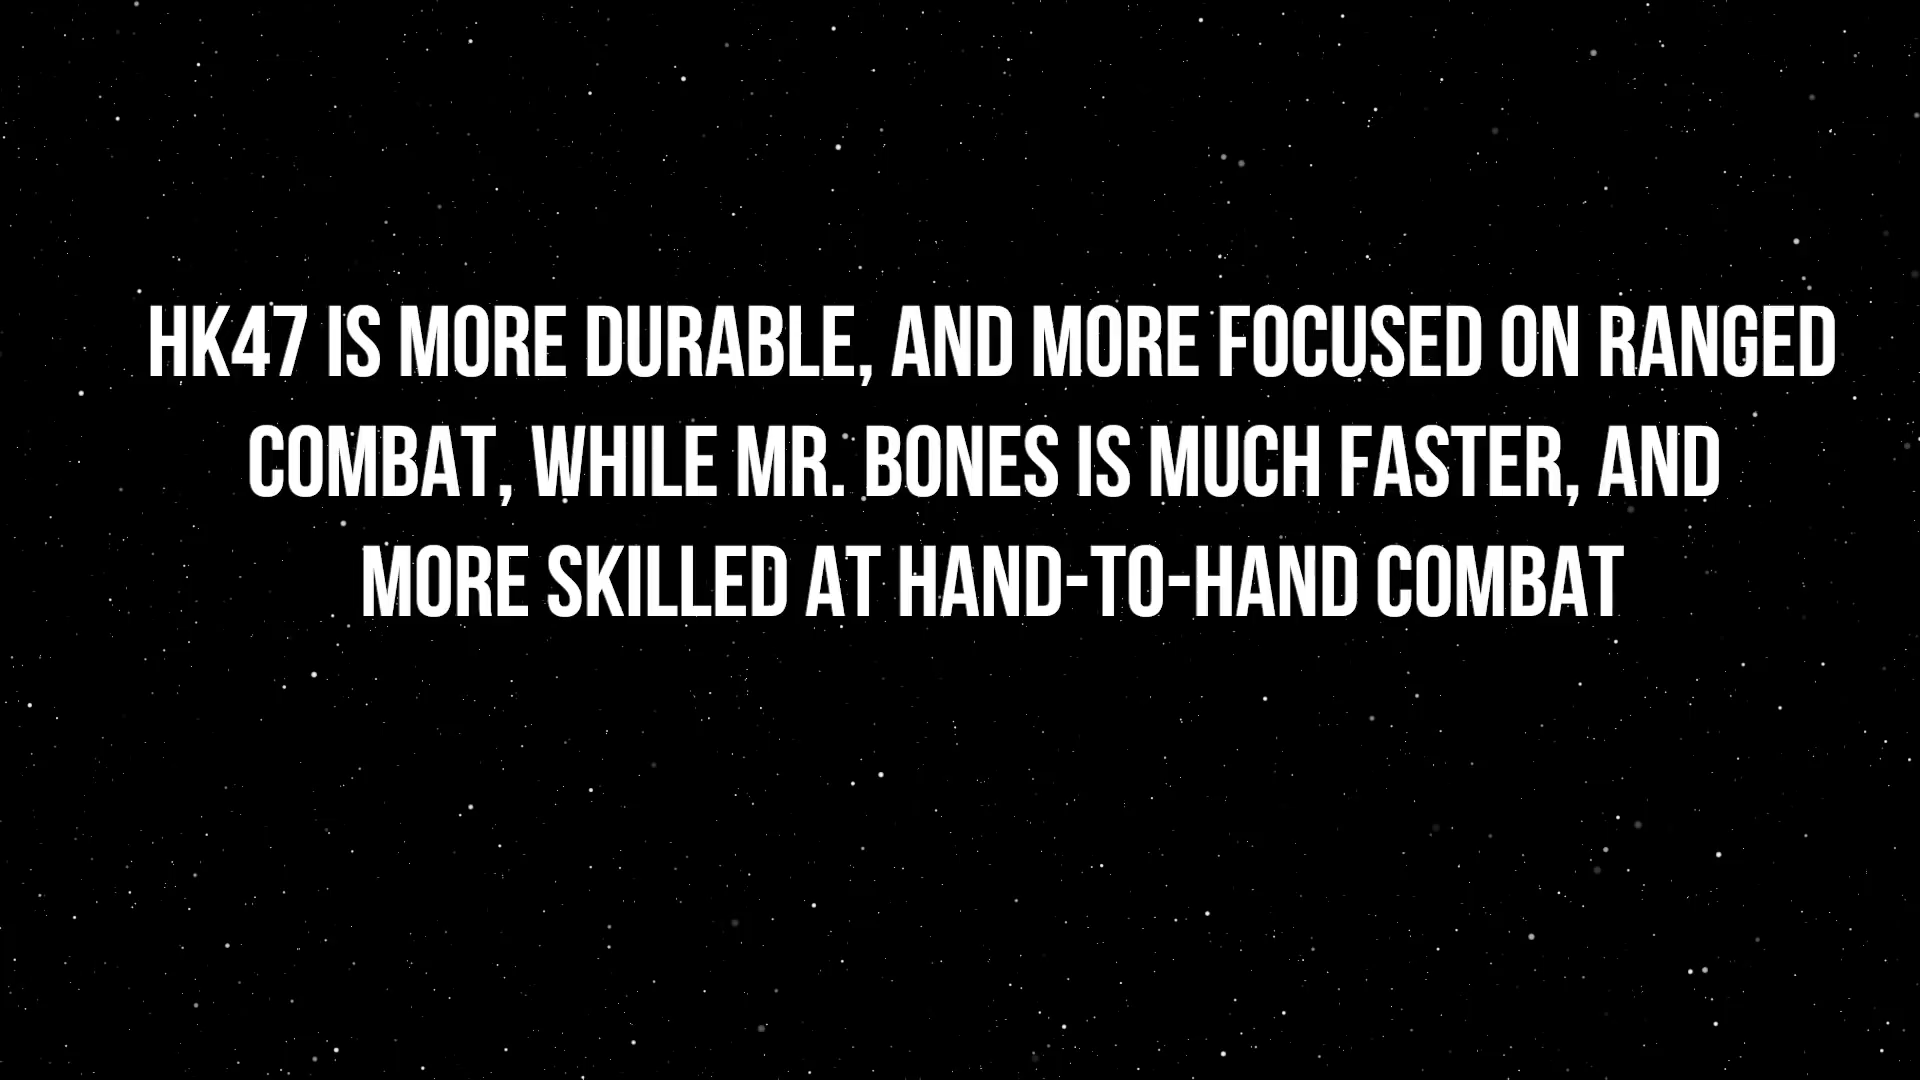 HK47 IS MORE DURABLE, AND MORE FOCUSED ON RANGED
COMBAT, WHILE MR. BONES IS MUCH FASTER, AND
MORE SKILLED AT HAND-TO-HAND COMBAT